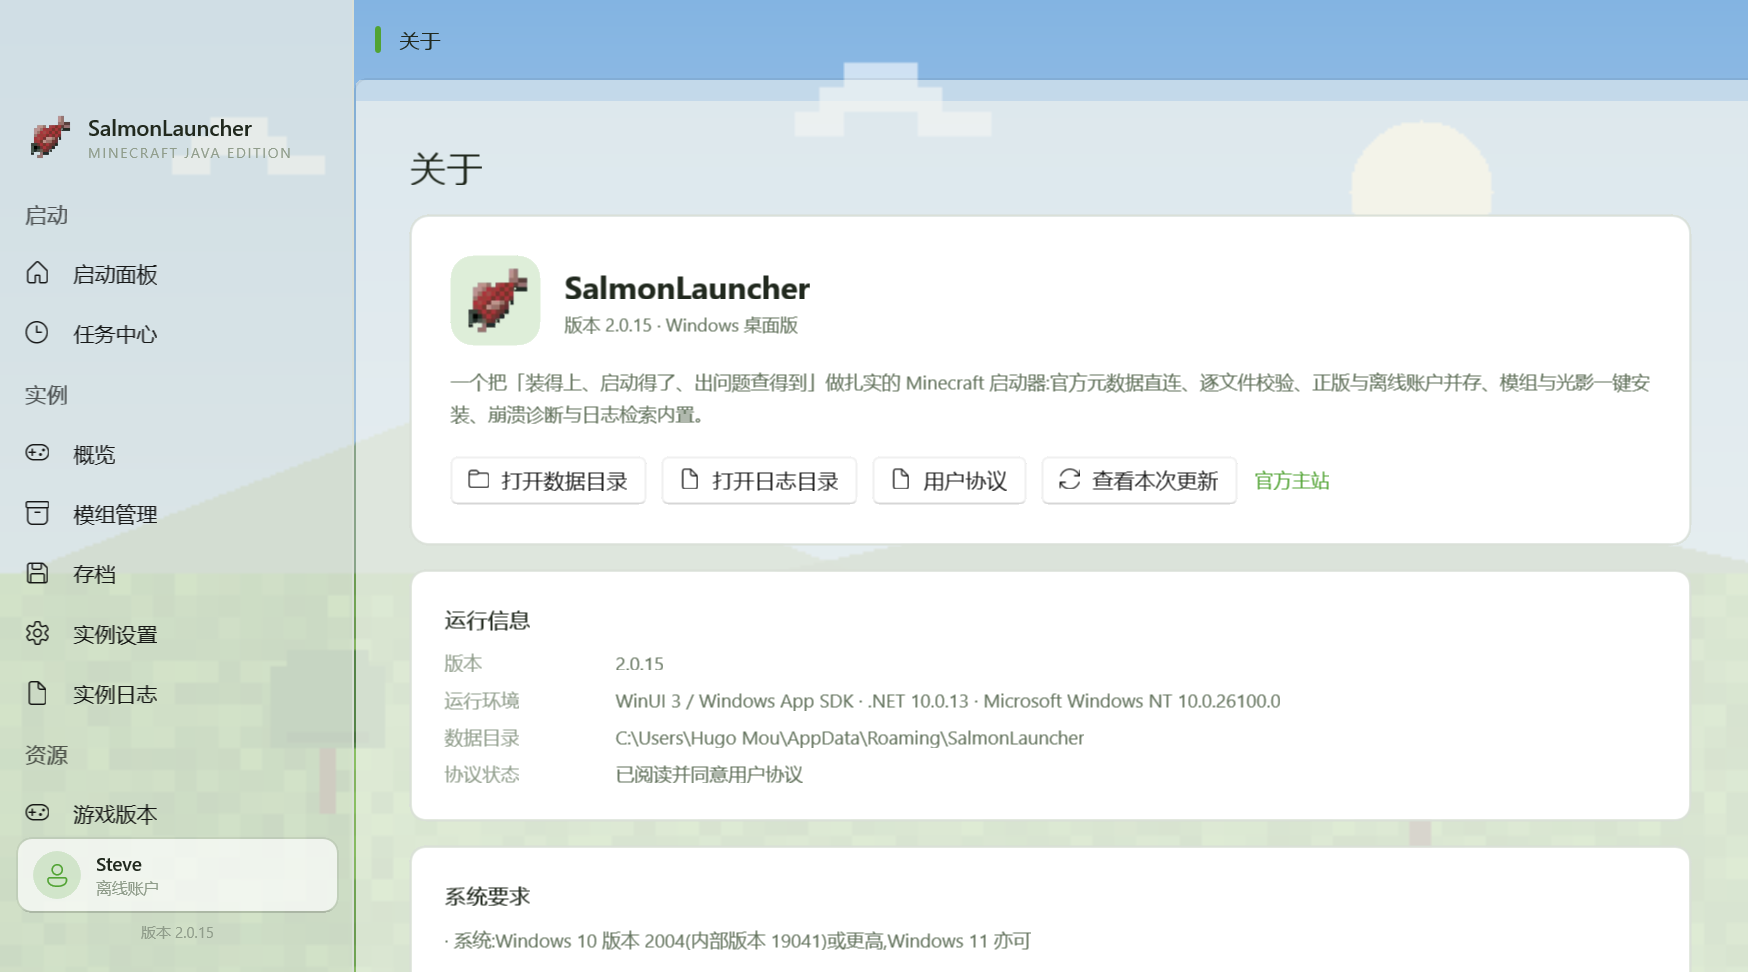 关于
SalmonLauncher
MINECRAFT JAVA EDITION
启动
启动面板
任务中心
实例
概览
模组管理
存档
实例设置
实例日志
资源
游戏版本
Steve
离线账户
版本 2.0.15
关于
SalmonLauncher
版本 2.0.15 · Windows 桌面版
一个把「装得上、启动得了、出问题查得到」做扎实的 Minecraft 启动器:官方元数据直连、逐文件校验、正版与离线账户并存、模组与光影一键安
装、崩溃诊断与日志检索内置。
打开数据目录
打开日志目录
用户协议
查看本次更新
官方主站
运行信息
版本 2.0.15
运行环境 WinUI 3 / Windows App SDK · .NET 10.0.13 · Microsoft Windows NT 10.0.26100.0
数据目录 C:\Users\Hugo Mou\AppData\Roaming\SalmonLauncher
协议状态 已阅读并同意用户协议
系统要求
· 系统:Windows 10 版本 2004(内部版本 19041)或更高,Windows 11 亦可